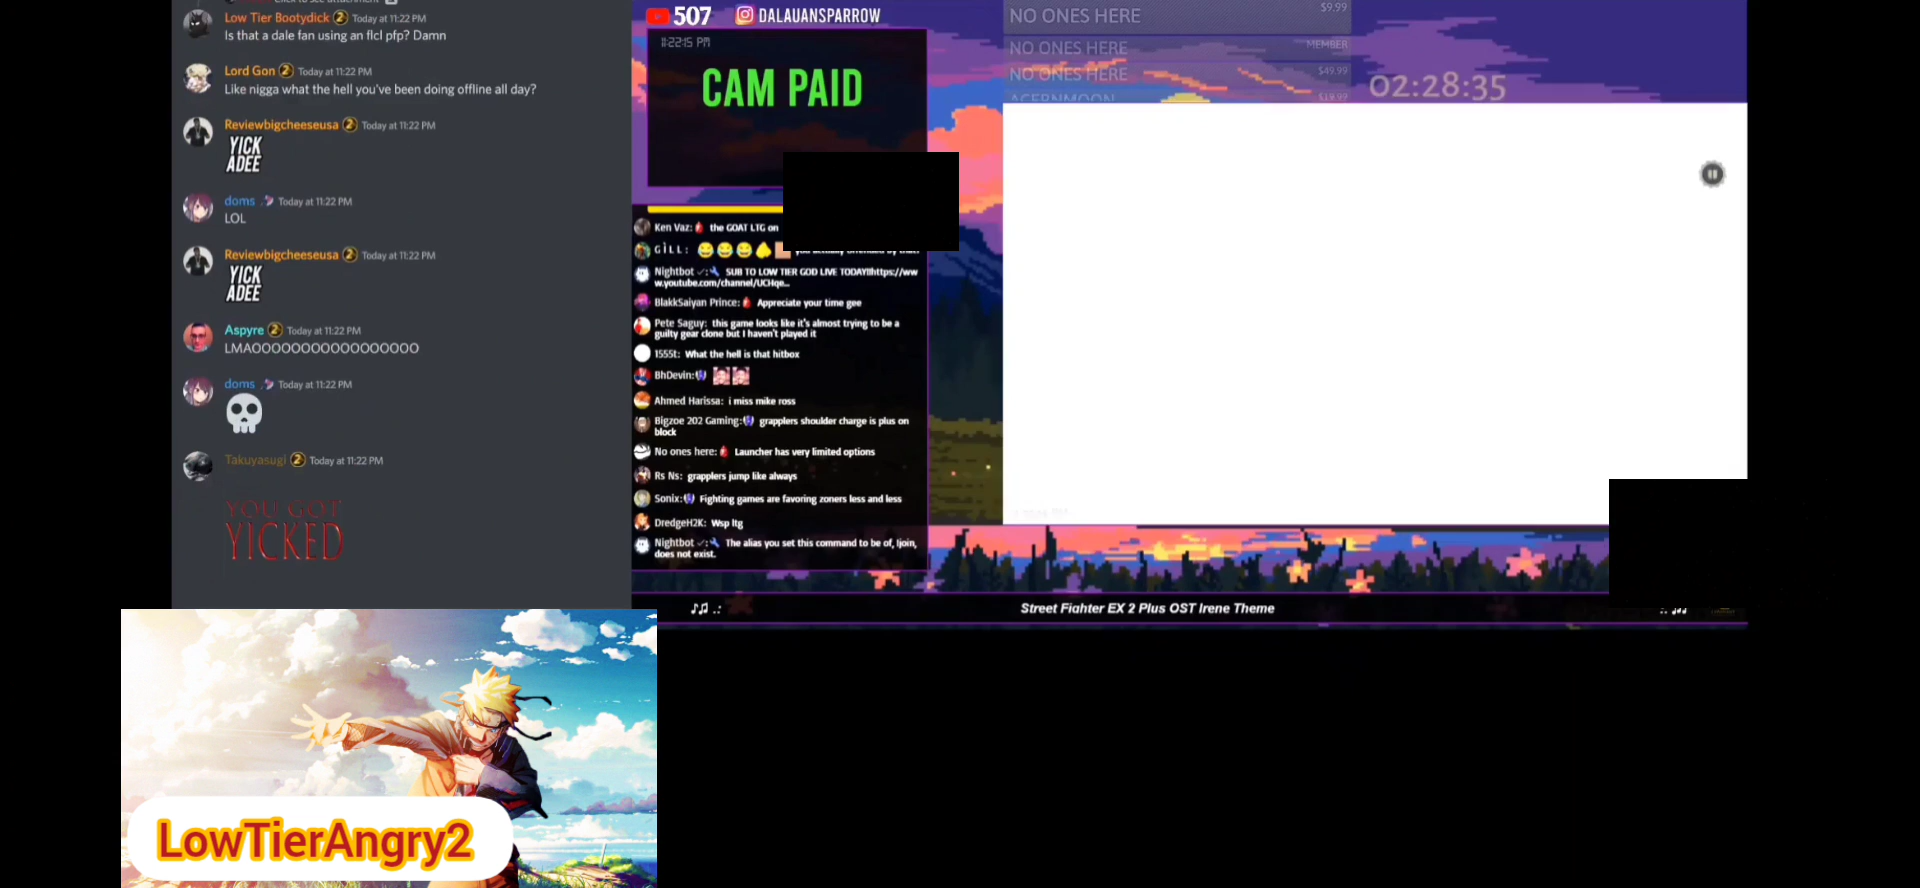 Low Tier Bootydick 2 Today at 11:22 PM
Is that a dale fan using an flcl pfp? Damn
Lord Gon 2 Today at 11:22 PM
Like nigga what the hell you've been doing offline all day?
Reviewbigcheeseusa 2 Today at 11:22 PM
YICK
ADEE
doms Today at 11:22 PM
LOL
Reviewbigcheeseusa 2 Today at 11:22 PM
YICK
ADEE
Aspyre 2 Today at 11:22 PM
LMAOOOOOOOOOOOOOOOOO
doms Today at 11:22 PM
Takuyasugi 2 Today at 11:22 PM
YOU GOT
YICKED
LowTierAngry2
507 DALAUANSPARROW
11:22:15 PM
CAM PAID
Ken Vaz: the GOAT LTG on
GILL:
Nightbot ✓: SUB TO LOW TIER GOD LIVE TODAY!!https://ww
w.youtube.com/channel/UCHqe...
BlakkSaiyan Prince: Appreciate your time gee
Pete Saguy: this game looks like it's almost trying to be a
guilty gear clone but I haven't played it
1555t: What the hell is that hitbox
BhDevin:
Ahmed Harissa: i miss mike ross
Bigzoe 202 Gaming: grapplers shoulder charge is plus on
block
No ones here: Launcher has very limited options
Rs Ns: grapplers jump like always
Sonix: Fighting games are favoring zoners less and less
DredgeH2K: Wsp ltg
Nightbot ✓: The alias you set this command to be of, !join,
does not exist.
NO ONES HERE $9.99
NO ONES HERE MEMBER
NO ONES HERE $49.99
AGERNMOON $19.99
02:28:35
Street Fighter EX 2 Plus OST Irene Theme